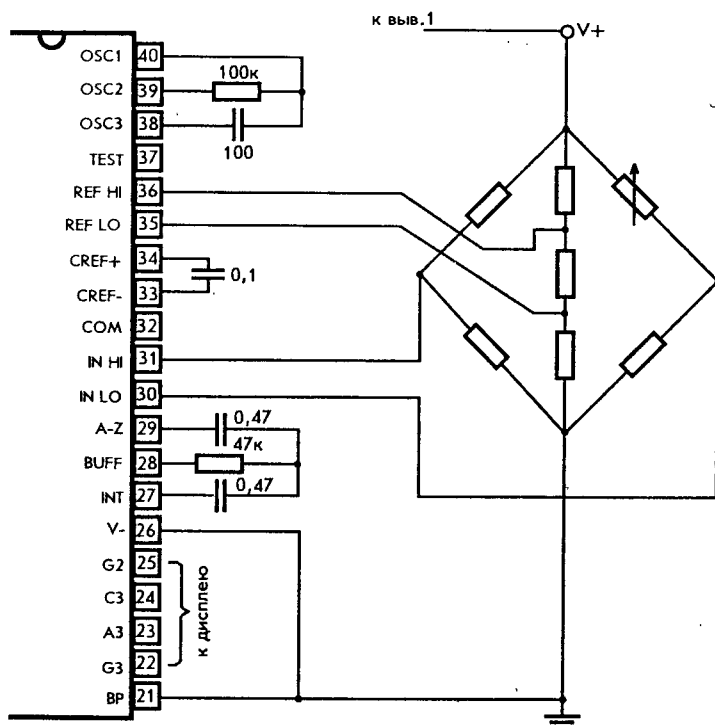 к выв.1
V+
OSC1 40
100к
OSC2 39
OSC3 38
100
TEST 37
REF HI 36
REF LO 35
CREF+ 34
0,1
CREF- 33
COM 32
IN HI 31
IN LO 30
A-Z 29
0,47
47к
BUFF 28
0,47
INT 27
V- 26
G2 25
C3 24
A3 23
G3 22
к дисплею
BP 21